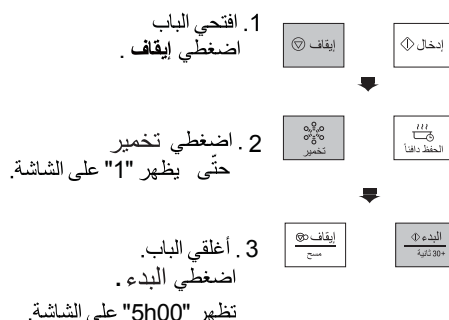 1. افتحي الباب
اضغطي إيقاف .
إيقاف
إدخال
2. اضغطي تخمير
حتّى يظهر "1" على الشاشة.
تخمير
الحفظ دافئاً
3. أغلقي الباب.
اضغطي البدء.
تظهر "5h00" على الشاشة.
إيقاف
مسح
البدء
+30 ثانية